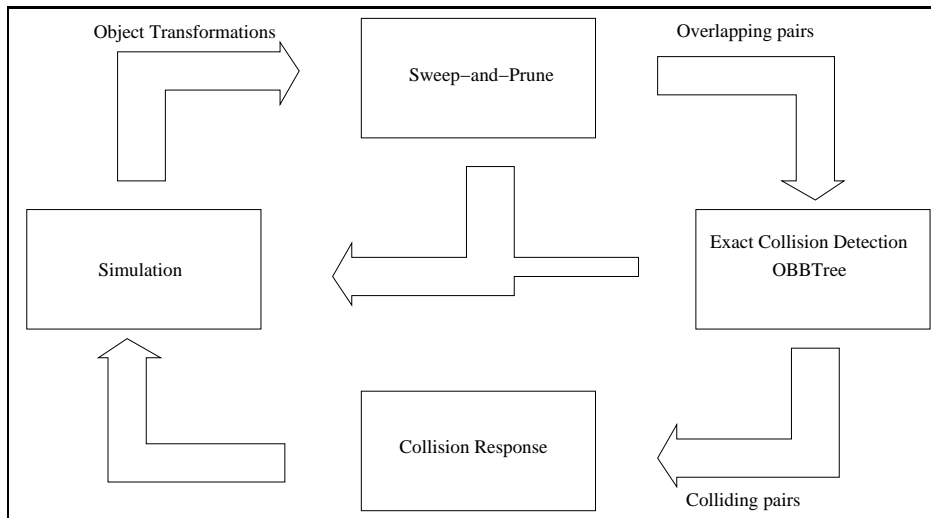 Object Transformations
Overlapping pairs
Sweep−and−Prune
Exact Collision Detection
OBBTree
Simulation
Collision Response
Colliding pairs